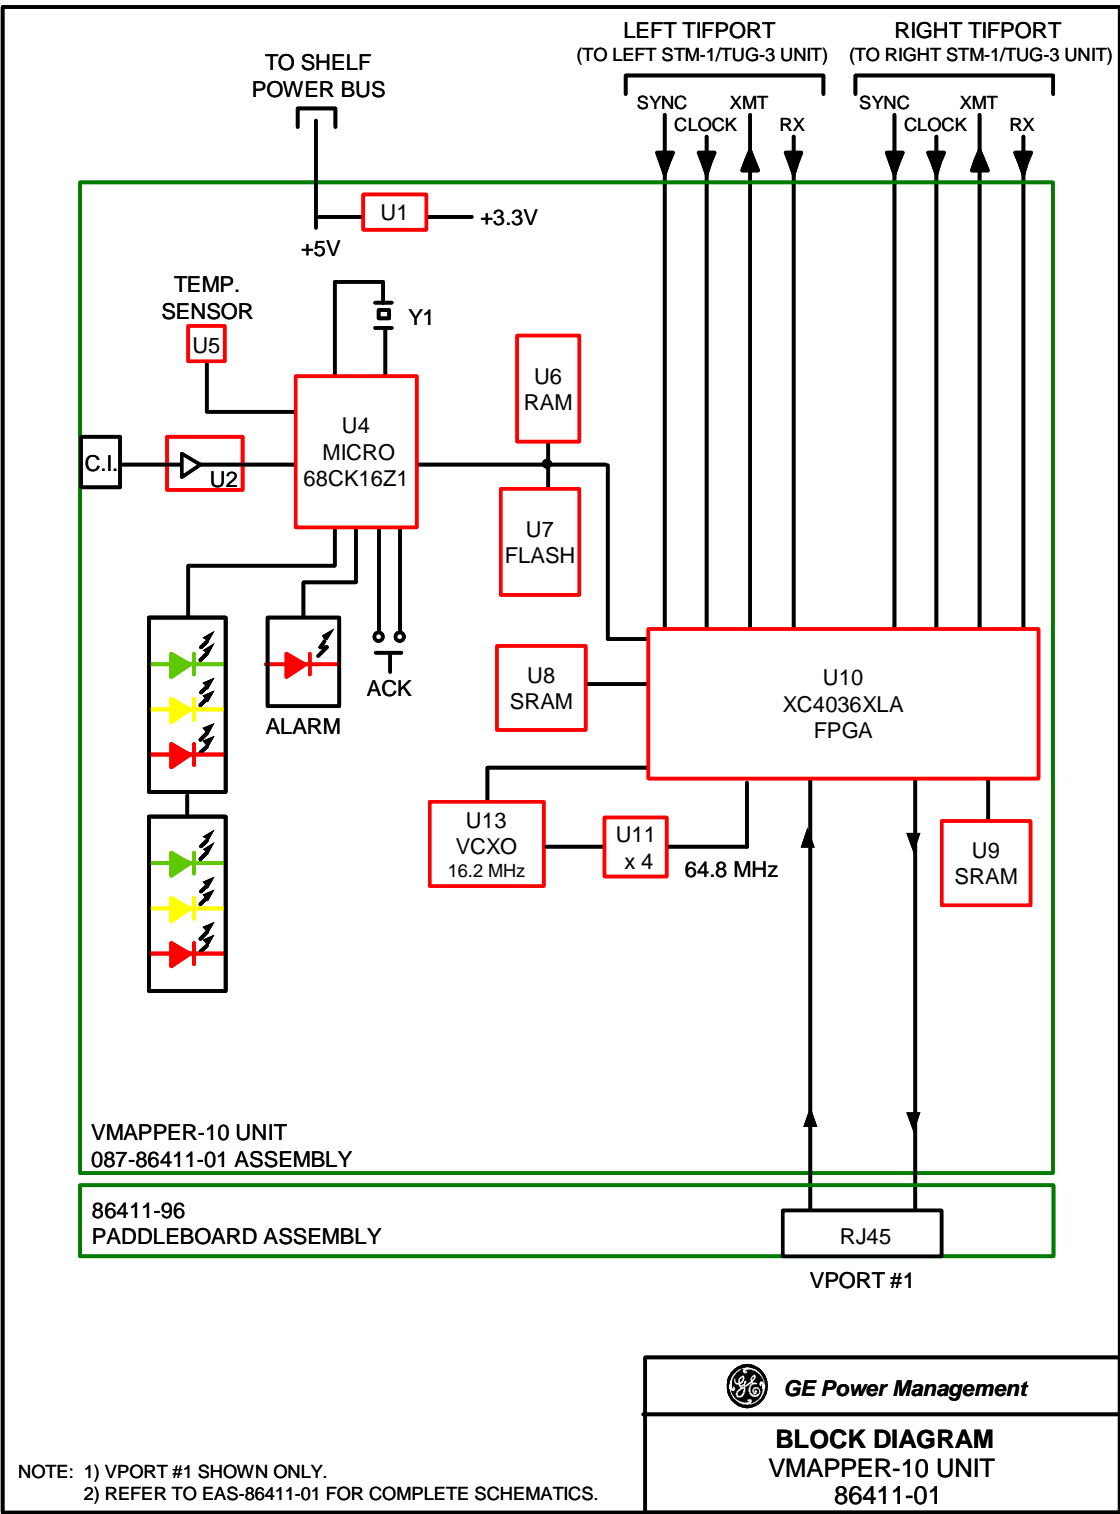 LEFT TIFPORT
(TO LEFT STM-1/TUG-3 UNIT)
RIGHT TIFPORT
(TO RIGHT STM-1/TUG-3 UNIT)
TO SHELF
POWER BUS
SYNC
XMT
CLOCK
RX
SYNC
XMT
CLOCK
RX
U1
+3.3V
+5V
TEMP.
SENSOR
U5
Y1
U6
RAM
U4
MICRO
68CK16Z1
C.I.
U2
U7
FLASH
U8
SRAM
U10
XC4036XLA
FPGA
ACK
ALARM
U13
VCXO
16.2 MHz
U11
x 4
64.8 MHz
U9
SRAM
VMAPPER-10 UNIT
087-86411-01 ASSEMBLY
86411-96
PADDLEBOARD ASSEMBLY
RJ45
VPORT #1
GE
GE Power Management
BLOCK DIAGRAM
VMAPPER-10 UNIT
86411-01
NOTE: 1) VPORT #1 SHOWN ONLY.
2) REFER TO EAS-86411-01 FOR COMPLETE SCHEMATICS.